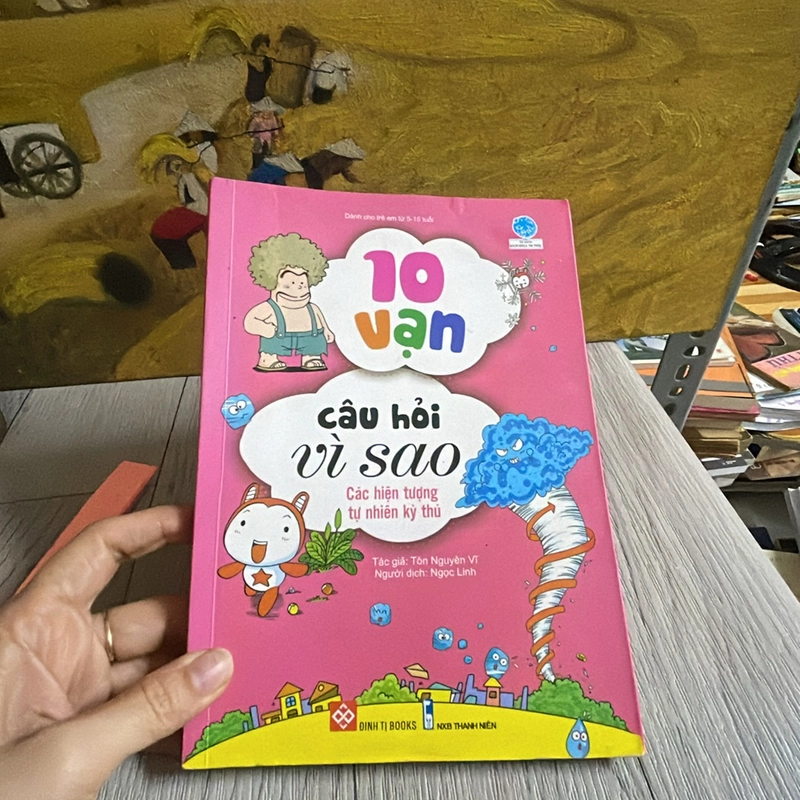 Dành cho trẻ em từ 5-15 tuổi
10
vạn
câu hỏi
vì sao
Các hiện tượng
tự nhiên kỳ thú
Tác giả: Tôn Nguyên Vĩ
Người dịch: Ngọc Linh
ĐINH TỊ BOOKS
NXB THANH NIÊN